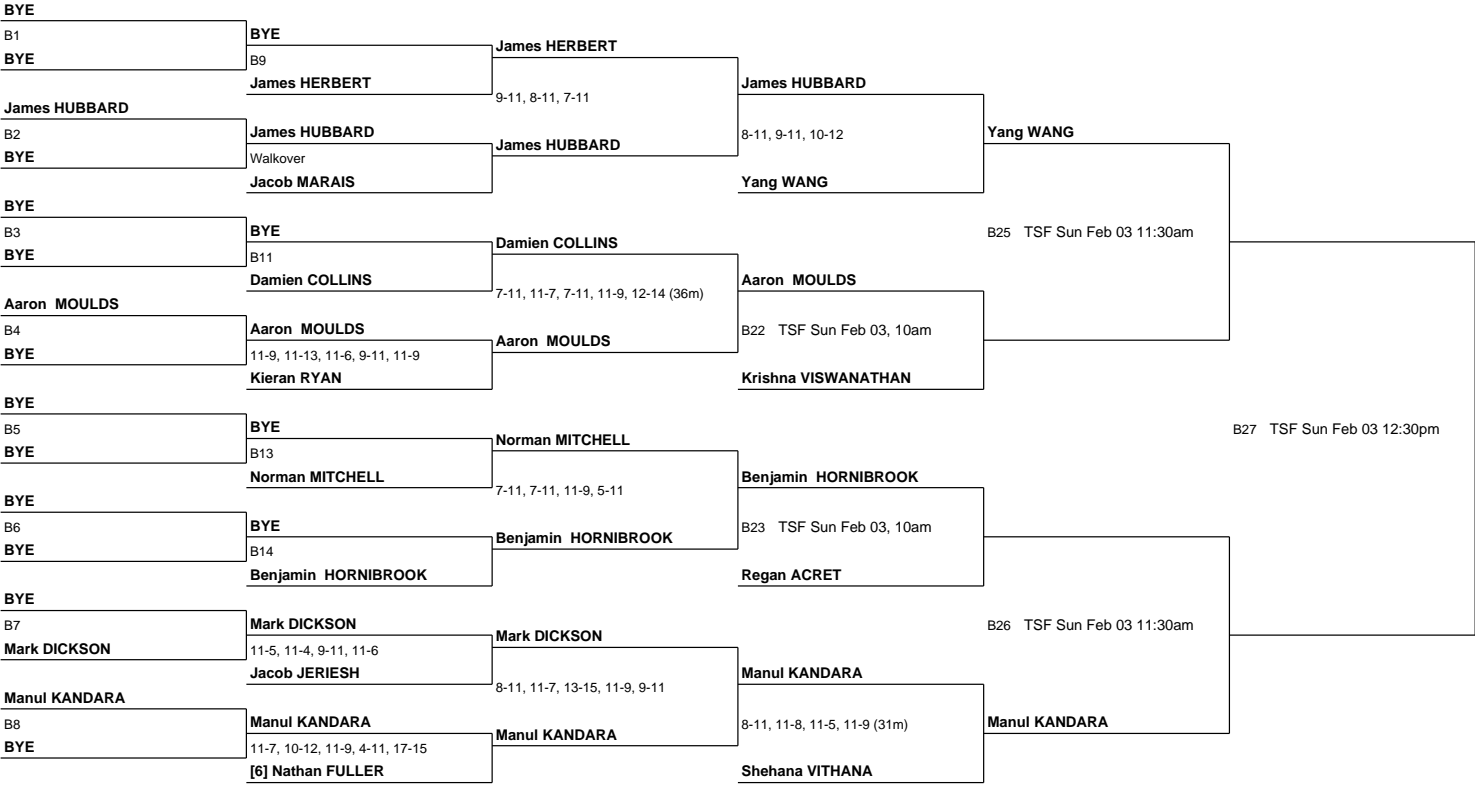 BYE
B1
BYE
BYE
B9
James HERBERT
James HERBERT
9-11, 8-11, 7-11
James HUBBARD
James HUBBARD
B2
BYE
James HUBBARD
Walkover
Jacob MARAIS
James HUBBARD
8-11, 9-11, 10-12
Yang WANG
Yang WANG
BYE
B3
BYE
BYE
B11
Damien COLLINS
Damien COLLINS
7-11, 11-7, 7-11, 11-9, 12-14 (36m)
B25 TSF Sun Feb 03 11:30am
Aaron MOULDS
B4
BYE
Aaron MOULDS
11-9, 11-13, 11-6, 9-11, 11-9
Kieran RYAN
Aaron MOULDS
Aaron MOULDS
B22 TSF Sun Feb 03, 10am
Krishna VISWANATHAN
BYE
B5
BYE
BYE
B13
Norman MITCHELL
Norman MITCHELL
7-11, 7-11, 11-9, 5-11
B27 TSF Sun Feb 03 12:30pm
BYE
B6
BYE
BYE
B14
Benjamin HORNIBROOK
Benjamin HORNIBROOK
Benjamin HORNIBROOK
B23 TSF Sun Feb 03, 10am
Regan ACRET
BYE
B7
Mark DICKSON
Mark DICKSON
11-5, 11-4, 9-11, 11-6
Jacob JERIESH
Mark DICKSON
8-11, 11-7, 13-15, 11-9, 9-11
B26 TSF Sun Feb 03 11:30am
Manul KANDARA
B8
BYE
Manul KANDARA
11-7, 10-12, 11-9, 4-11, 17-15
[6] Nathan FULLER
Manul KANDARA
Manul KANDARA
8-11, 11-8, 11-5, 11-9 (31m)
Shehana VITHANA
Manul KANDARA